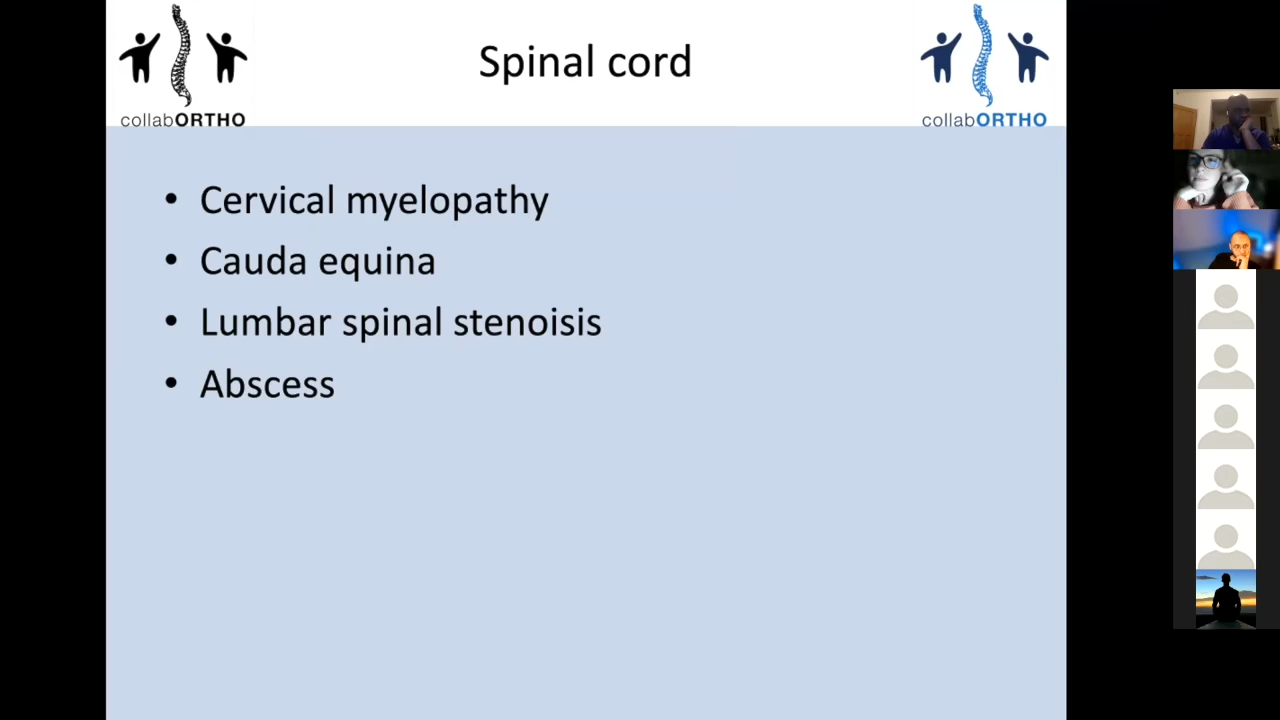 collabORTHO
Spinal cord
collabORTHO
• Cervical myelopathy
• Cauda equina
• Lumbar spinal stenoisis
• Abscess